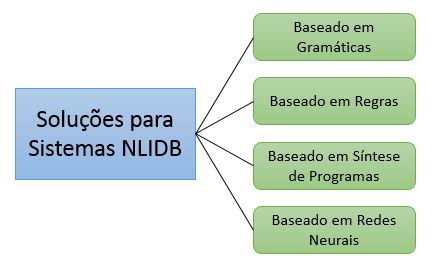 Soluções para
Sistemas NLIDB
Baseado em
Gramáticas
Baseado em Regras
Baseado em Síntese
de Programas
Baseado em Redes
Neurais